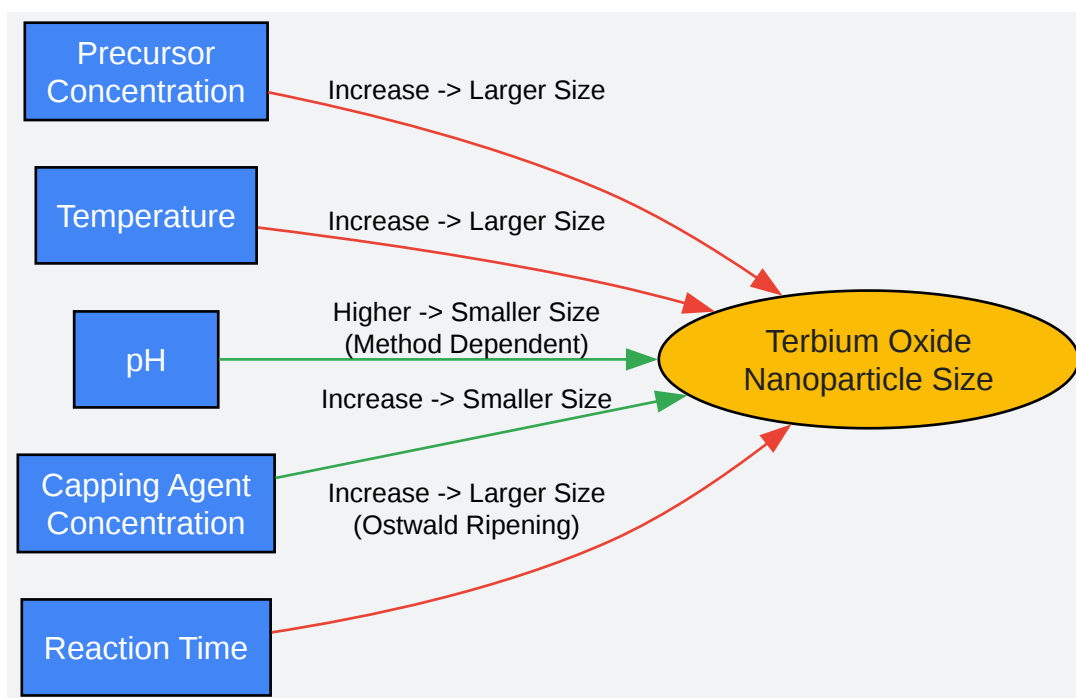 Precursor
Concentration
Increase -> Larger Size
Temperature
Increase -> Larger Size
pH
Higher -> Smaller Size
(Method Dependent)
Terbium Oxide
Nanoparticle Size
Increase -> Smaller Size
Capping Agent
Concentration
Increase -> Larger Size
(Ostwald Ripening)
Reaction Time